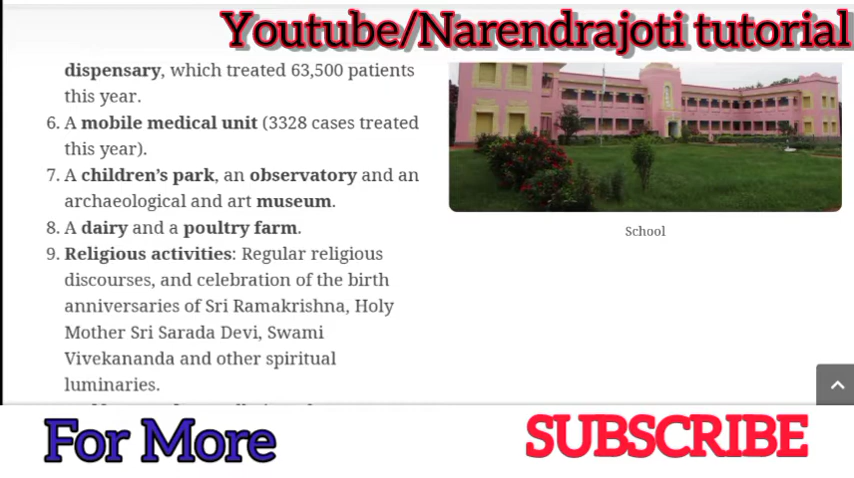 Youtube/Narendrajoti tutorial
dispensary, which treated 63,500 patients
this year.
6. A mobile medical unit (3328 cases treated
this year).
7. A children's park, an observatory and an
archaeological and art museum.
8. A dairy and a poultry farm.
9. Religious activities: Regular religious
discourses, and celebration of the birth
anniversaries of Sri Ramakrishna, Holy
Mother Sri Sarada Devi, Swami
Vivekananda and other spiritual
luminaries.
School
For More
SUBSCRIBE